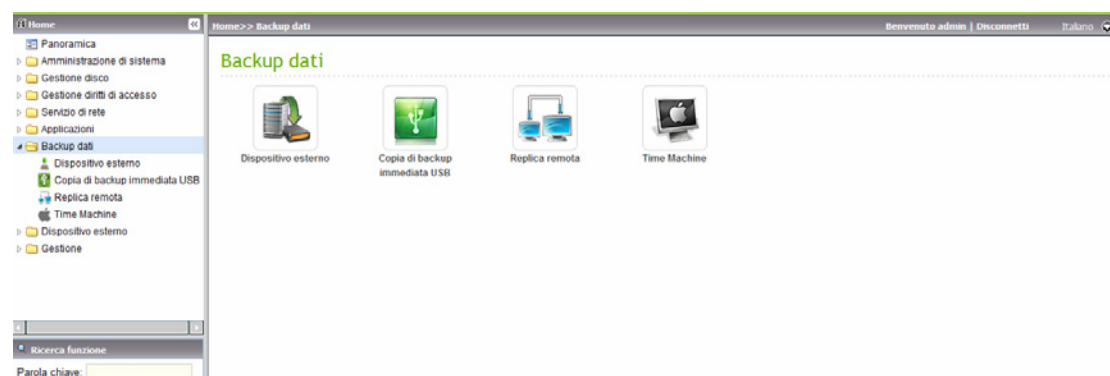 Home
Home>> Backup dati
Benvenuto admin | Disconnetti
Italiano
Panoramica
Amministrazione di sistema
Gestione disco
Gestione diritti di accesso
Servizio di rete
Applicazioni
Backup dati
Dispositivo esterno
Copia di backup immediata USB
Replica remota
Time Machine
Dispositivo esterno
Gestione
Ricerca funzione
Parola chiave:
Backup dati
Dispositivo esterno
Copia di backup
immediata USB
Replica remota
Time Machine